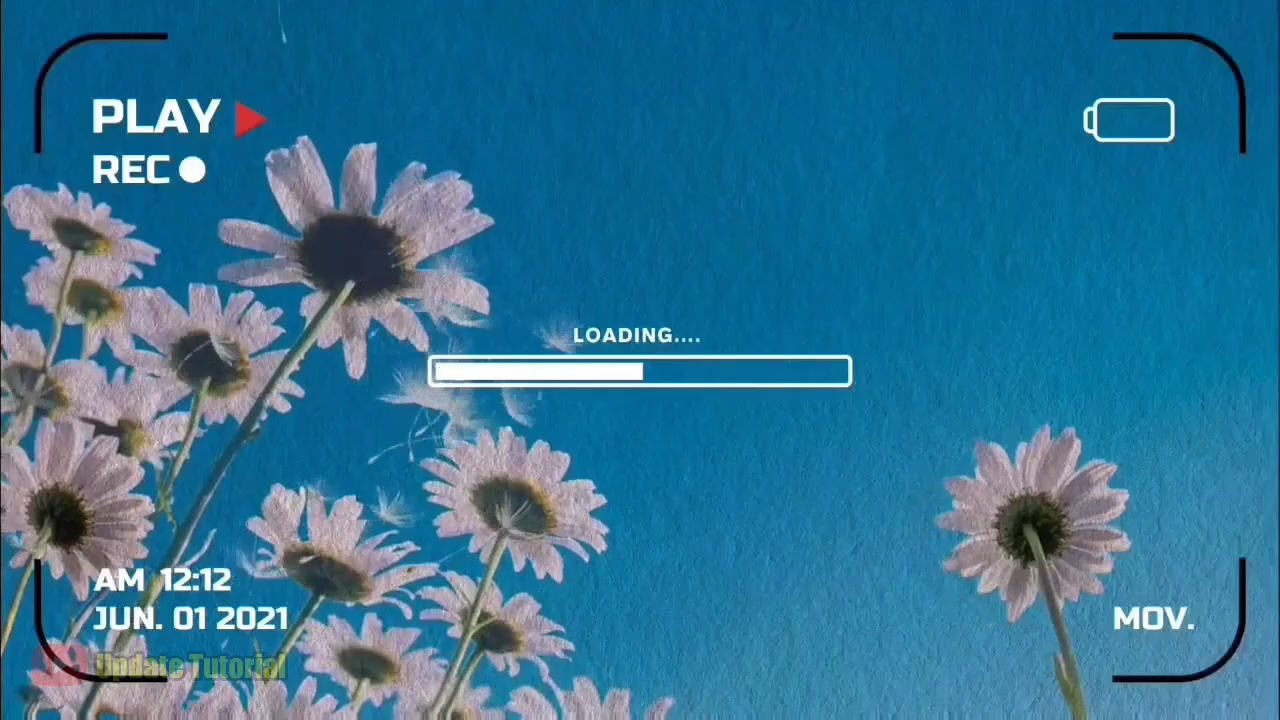 PLAY
REC
LOADING....
AM 12:12
JUN. 01 2021
MOV.
Update Tutorial